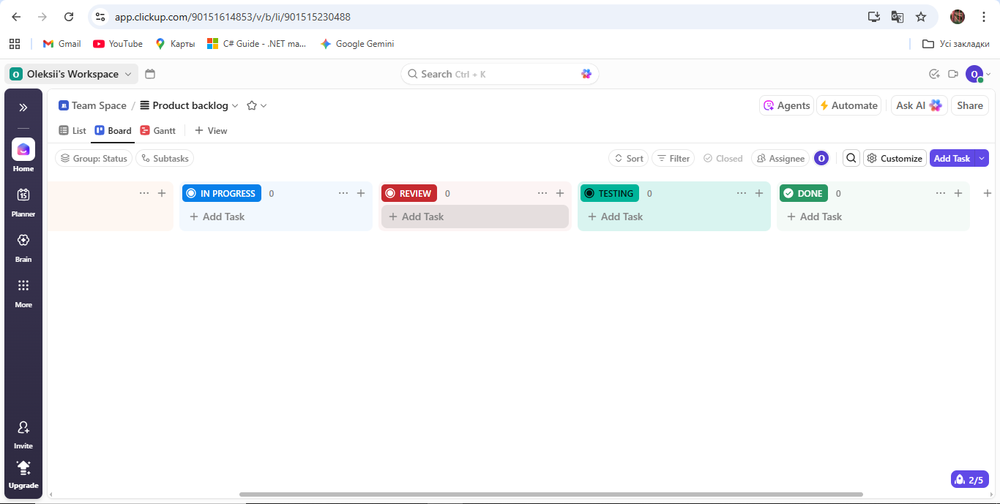 app.clickup.com/90151614853/v/b/li/901515230488
Gmail
YouTube
Карты
C# Guide - .NET ma...
Google Gemini
Усі закладки
O Oleksii's Workspace
Search Ctrl + K
O
Team Space / Product backlog
Agents
Automate
Ask AI
Share
List
Board
Gantt
+ View
Group: Status
Subtasks
Sort
Filter
Closed
Assignee
O
Customize
Add Task
IN PROGRESS 0
REVIEW 0
TESTING 0
DONE 0
+ Add Task
+ Add Task
+ Add Task
+ Add Task
Home
15
Planner
Brain
More
Invite
Upgrade
2/5